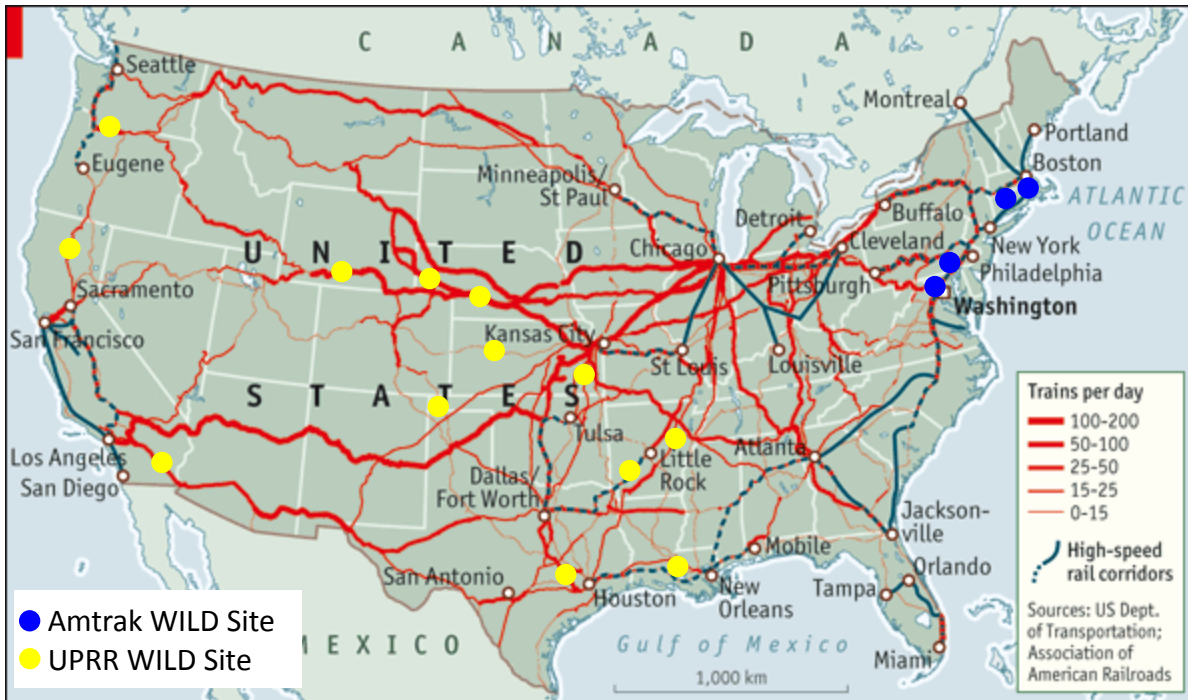 C A N A D A
Seattle
Montreal
Portland
Boston
Eugene
Minneapolis/
St Paul
ATLANTIC
OCEAN
Detroit
Buffalo
Chicago
Cleveland
New York
U N I T E D
Philadelphia
Pittsburgh
Sacramento
Washington
San Francisco
Kansas City
St Louis
Louisville
S T A T E S
Trains per day
100-200
50-100
25-50
15-25
0-15
High-speed
rail corridors
Sources: US Dept.
of Transportation;
Association of
American Railroads
Tulsa
Atlanta
Los Angeles
San Diego
Little
Rock
Dallas/
Fort Worth
Jackson-
ville
Mobile
Orlando
San Antonio
Houston
New
Orleans
Tampa
Amtrak WILD Site
UPRR WILD Site
M E X I C O
Gulf of Mexico
Miami
1,000 km